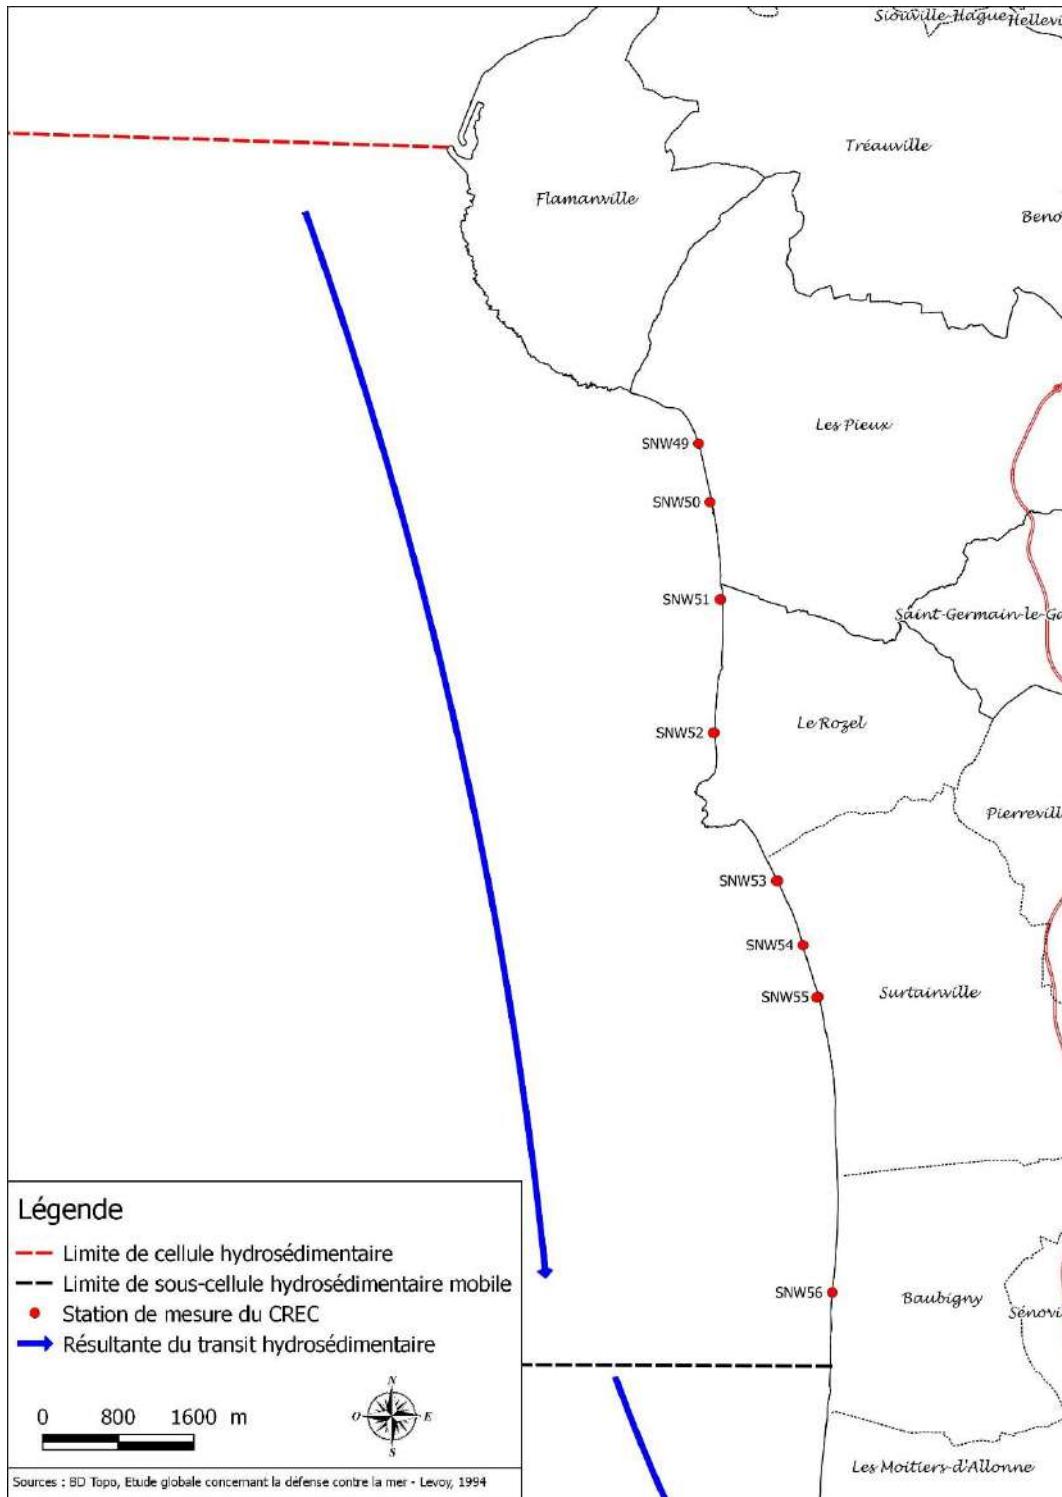 Siouville-Hague
Tréauville
Flamanville
Les Pieux
SNW49
SNW50
SNW51
Le Rozel
SNW52
SNW53
SNW54
Surtainville
SNW55
SNW56
Baubigny
Les Moitiers-d'Allonne
Légende
Limite de cellule hydrosédimentaire
Limite de sous-cellule hydrosédimentaire mobile
Station de mesure du CREC
Résultante du transit hydrosédimentaire
0 800 1600 m
N
O E
S
Sources : BD Topo, Etude globale concernant la défense contre la mer - Levoy, 1994